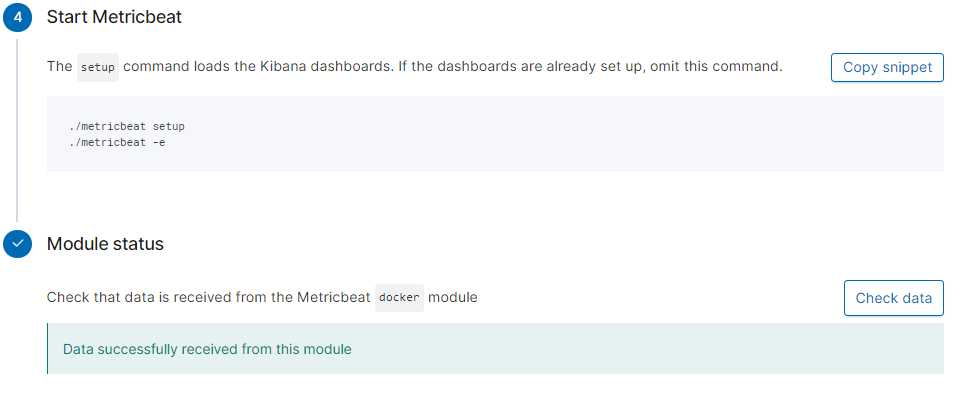 4 Start Metricbeat
The setup command loads the Kibana dashboards. If the dashboards are already set up, omit this command. Copy snippet
./metricbeat setup
./metricbeat -e
Module status
Check that data is received from the Metricbeat docker module Check data
Data successfully received from this module